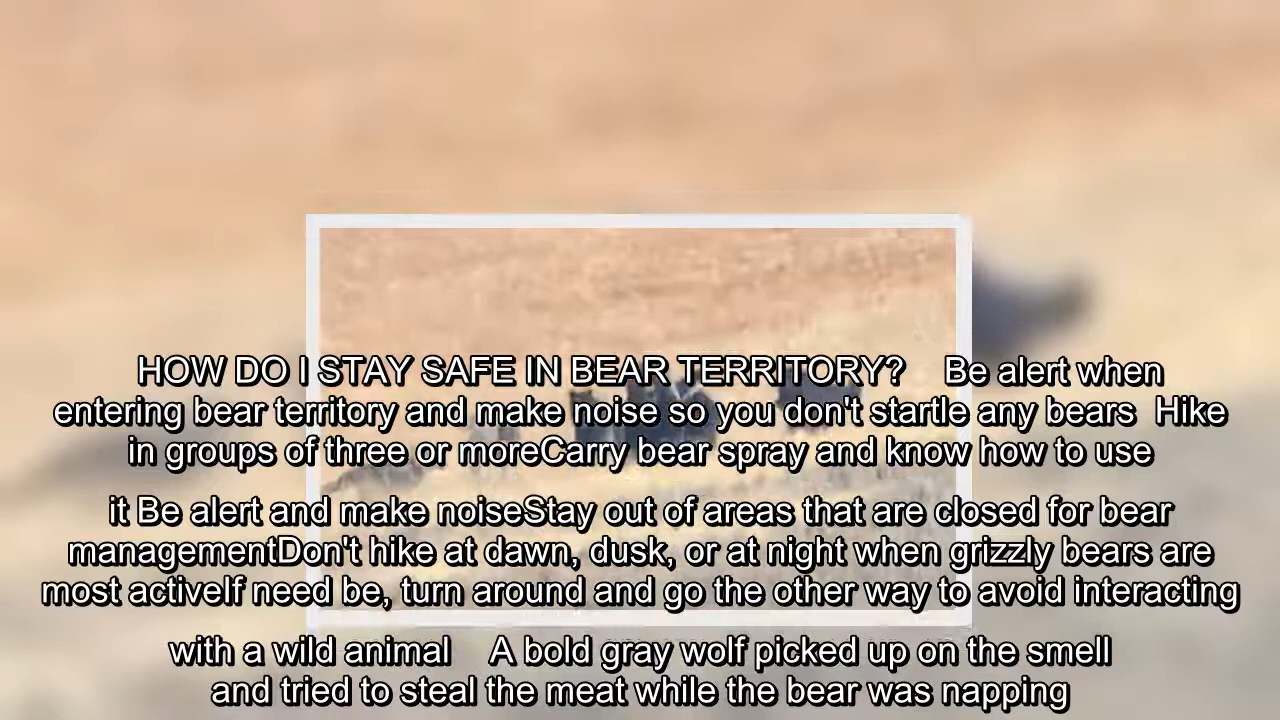 HOW DO I STAY SAFE IN BEAR TERRITORY? Be alert when
entering bear territory and make noise so you don't startle any bears Hike
in groups of three or moreCarry bear spray and know how to use
it Be alert and make noiseStay out of areas that are closed for bear
managementDon't hike at dawn, dusk, or at night when grizzly bears are
most activeIf need be, turn around and go the other way to avoid interacting
with a wild animal A bold gray wolf picked up on the smell
and tried to steal the meat while the bear was napping